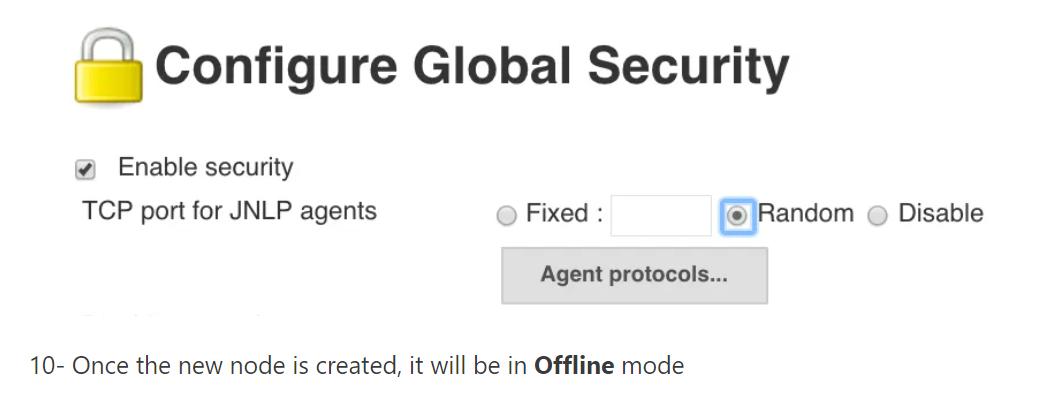 Configure Global Security
Enable security
TCP port for JNLP agents Fixed : Random Disable
Agent protocols...
10- Once the new node is created, it will be in Offline mode